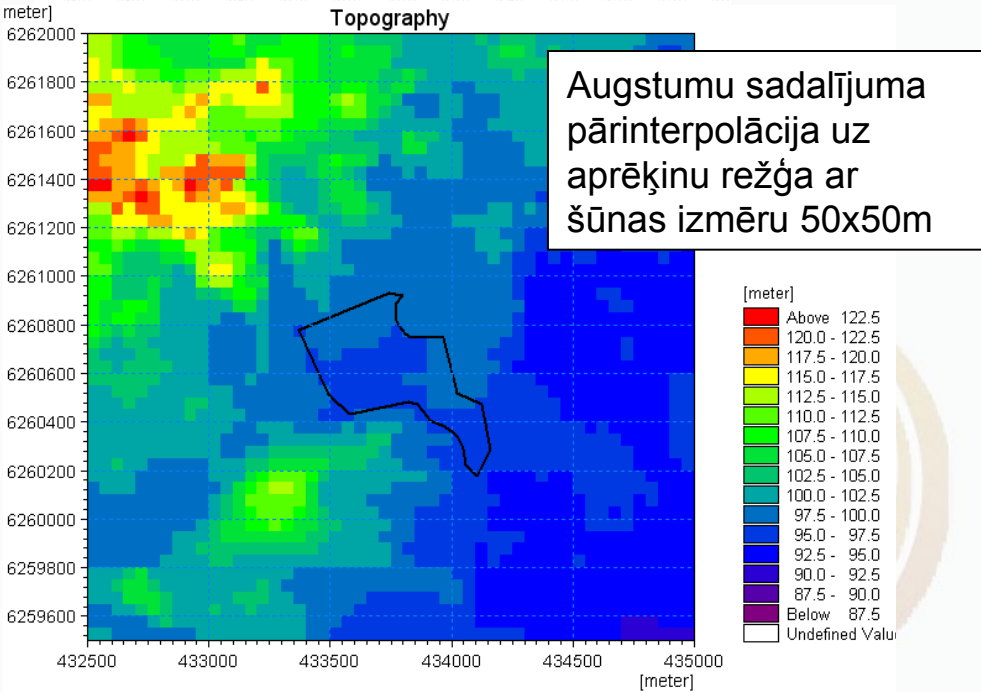 meter]
Topography
6262000
6261800
6261600
6261400
6261200
6261000
6260800
6260600
6260400
6260200
6260000
6259800
6259600
432500 433000 433500 434000 434500 435000
[meter]
Augstumu sadalījuma
pārinterpolācija uz
aprēķinu režģa ar
šūnas izmēru 50x50m
[meter]
Above 122.5
120.0 - 122.5
117.5 - 120.0
115.0 - 117.5
112.5 - 115.0
110.0 - 112.5
107.5 - 110.0
105.0 - 107.5
102.5 - 105.0
100.0 - 102.5
97.5 - 100.0
95.0 - 97.5
92.5 - 95.0
90.0 - 92.5
87.5 - 90.0
Below 87.5
Undefined Valu